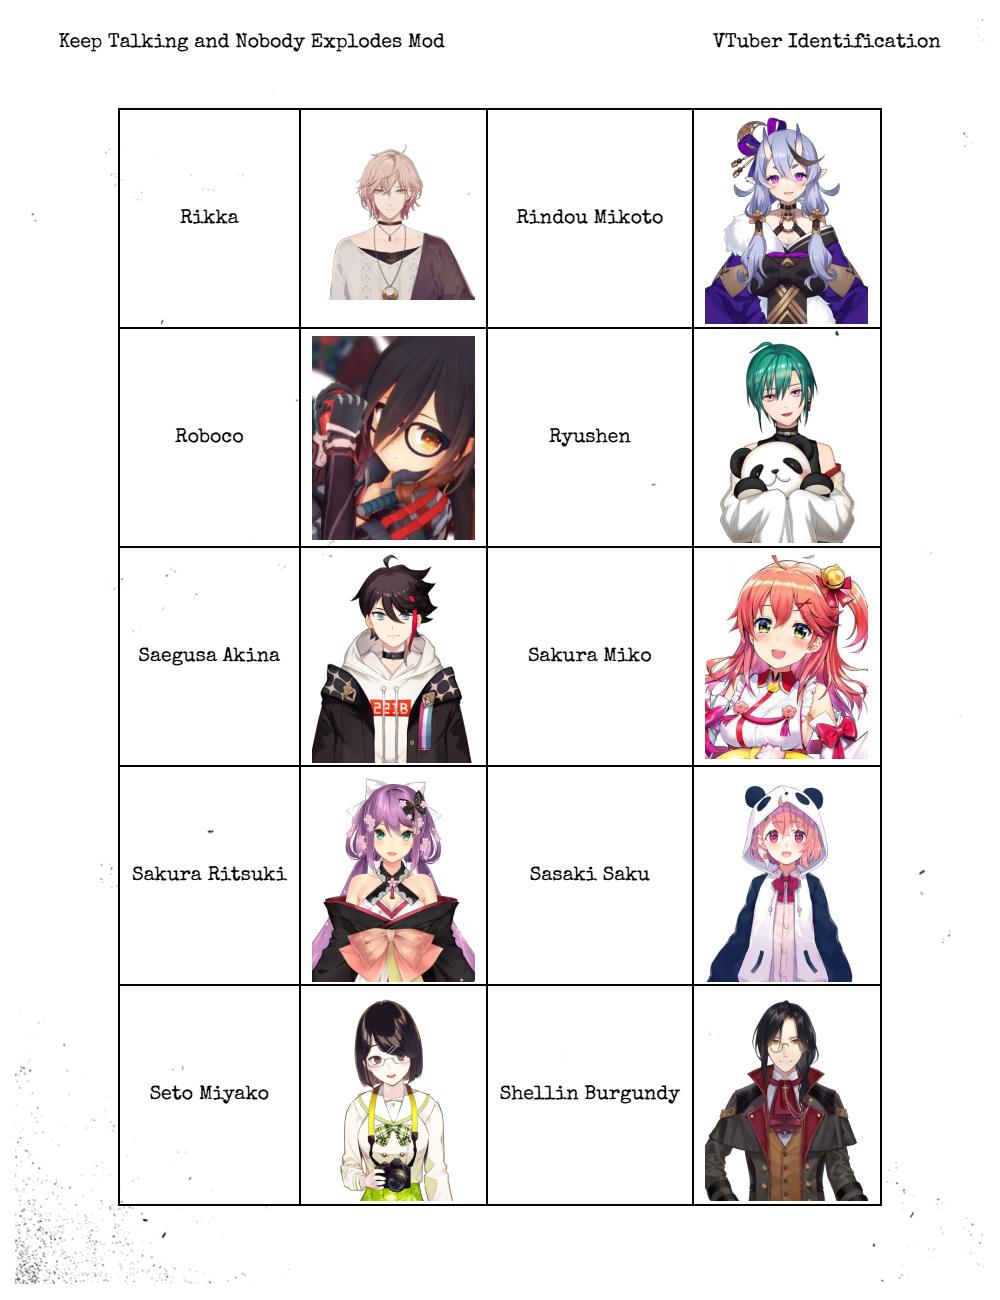 Keep Talking and Nobody Explodes Mod
VTuber Identification
Rikka
Rindou Mikoto
Roboco
Ryushen
Saegusa Akina
221B
Sakura Miko
Sakura Ritsuki
Sasaki Saku
Seto Miyako
Shellin Burgundy